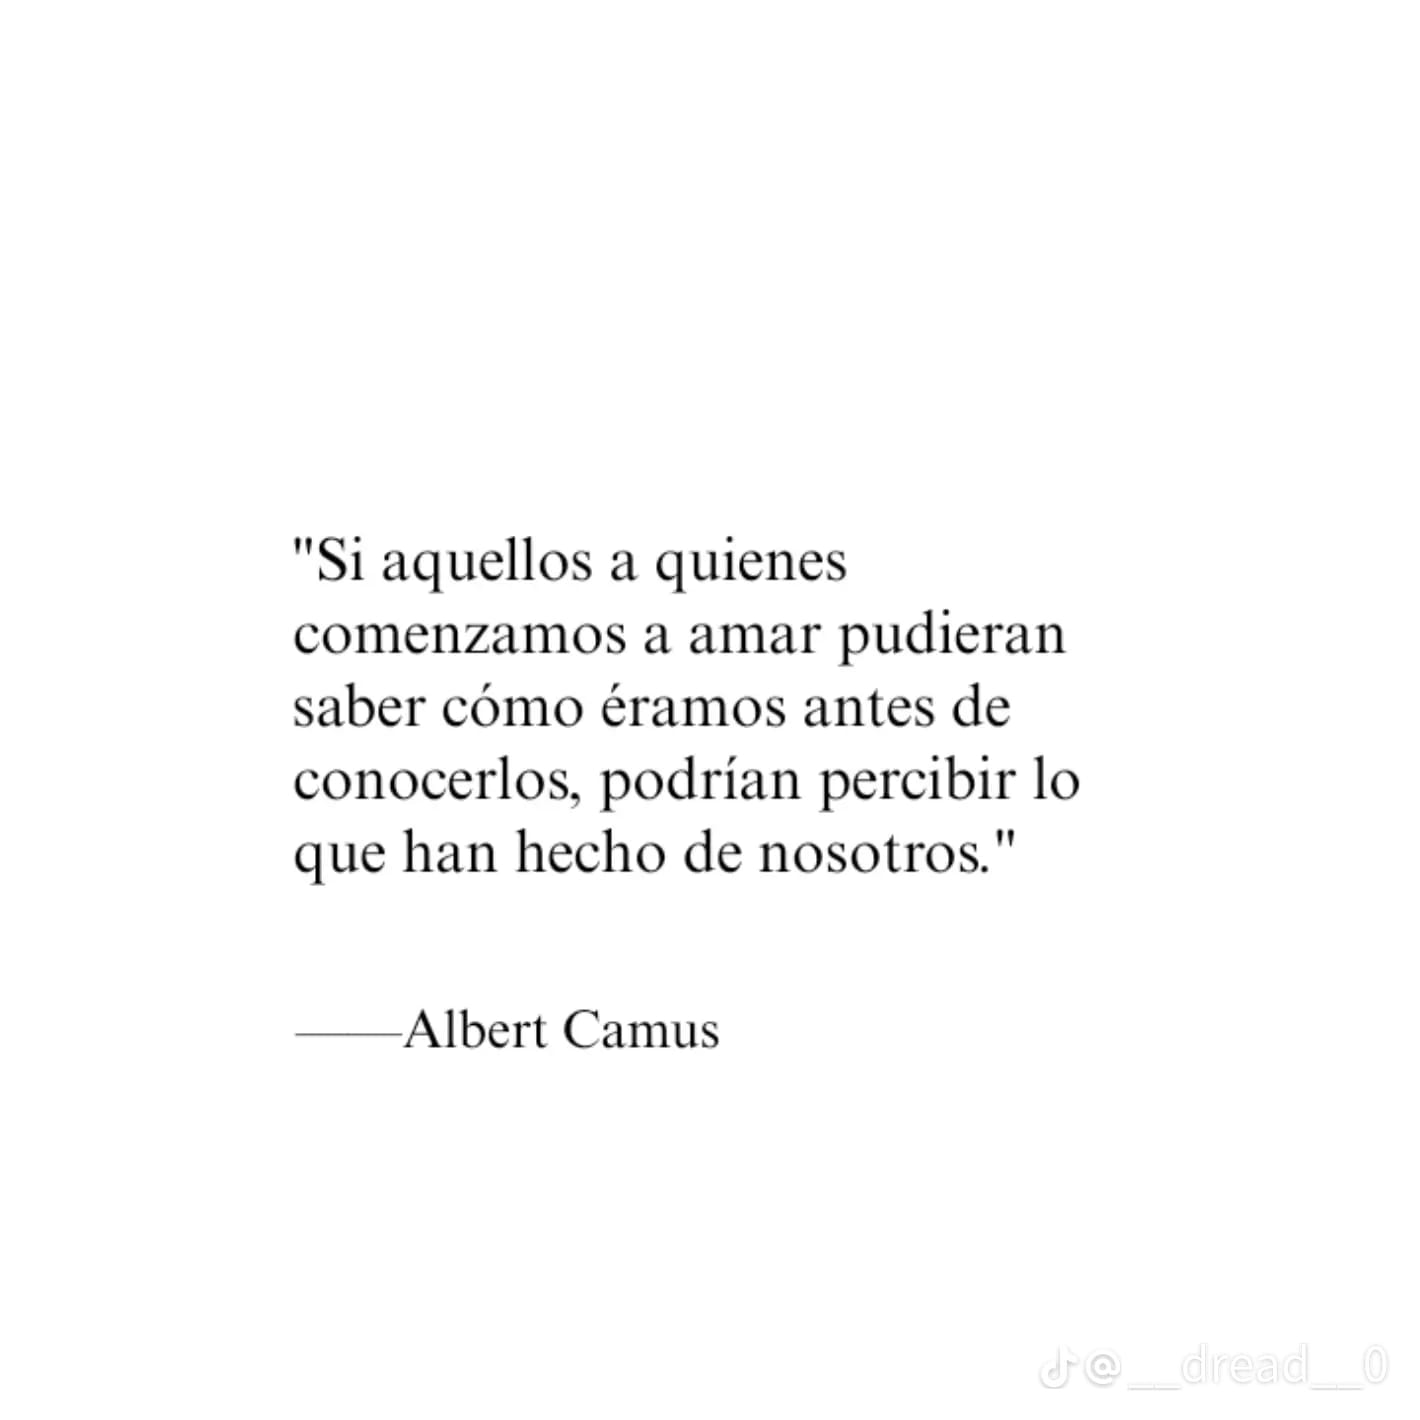 "Si aquellos a quienes
comenzamos a amar pudieran
saber cómo éramos antes de
conocerlos, podrían percibir lo
que han hecho de nosotros."
——Albert Camus
@__dread__0